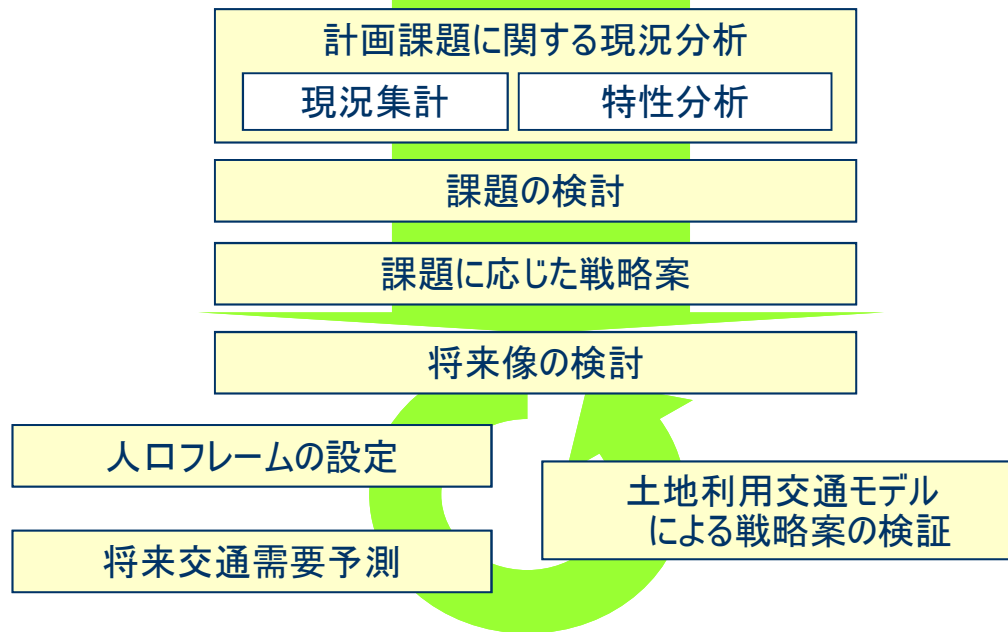 計画課題に関する現況分析
現況集計
特性分析
課題の検討
課題に応じた戦略案
将来像の検討
人口フレームの設定
将来交通需要予測
土地利用交通モデル
による戦略案の検証